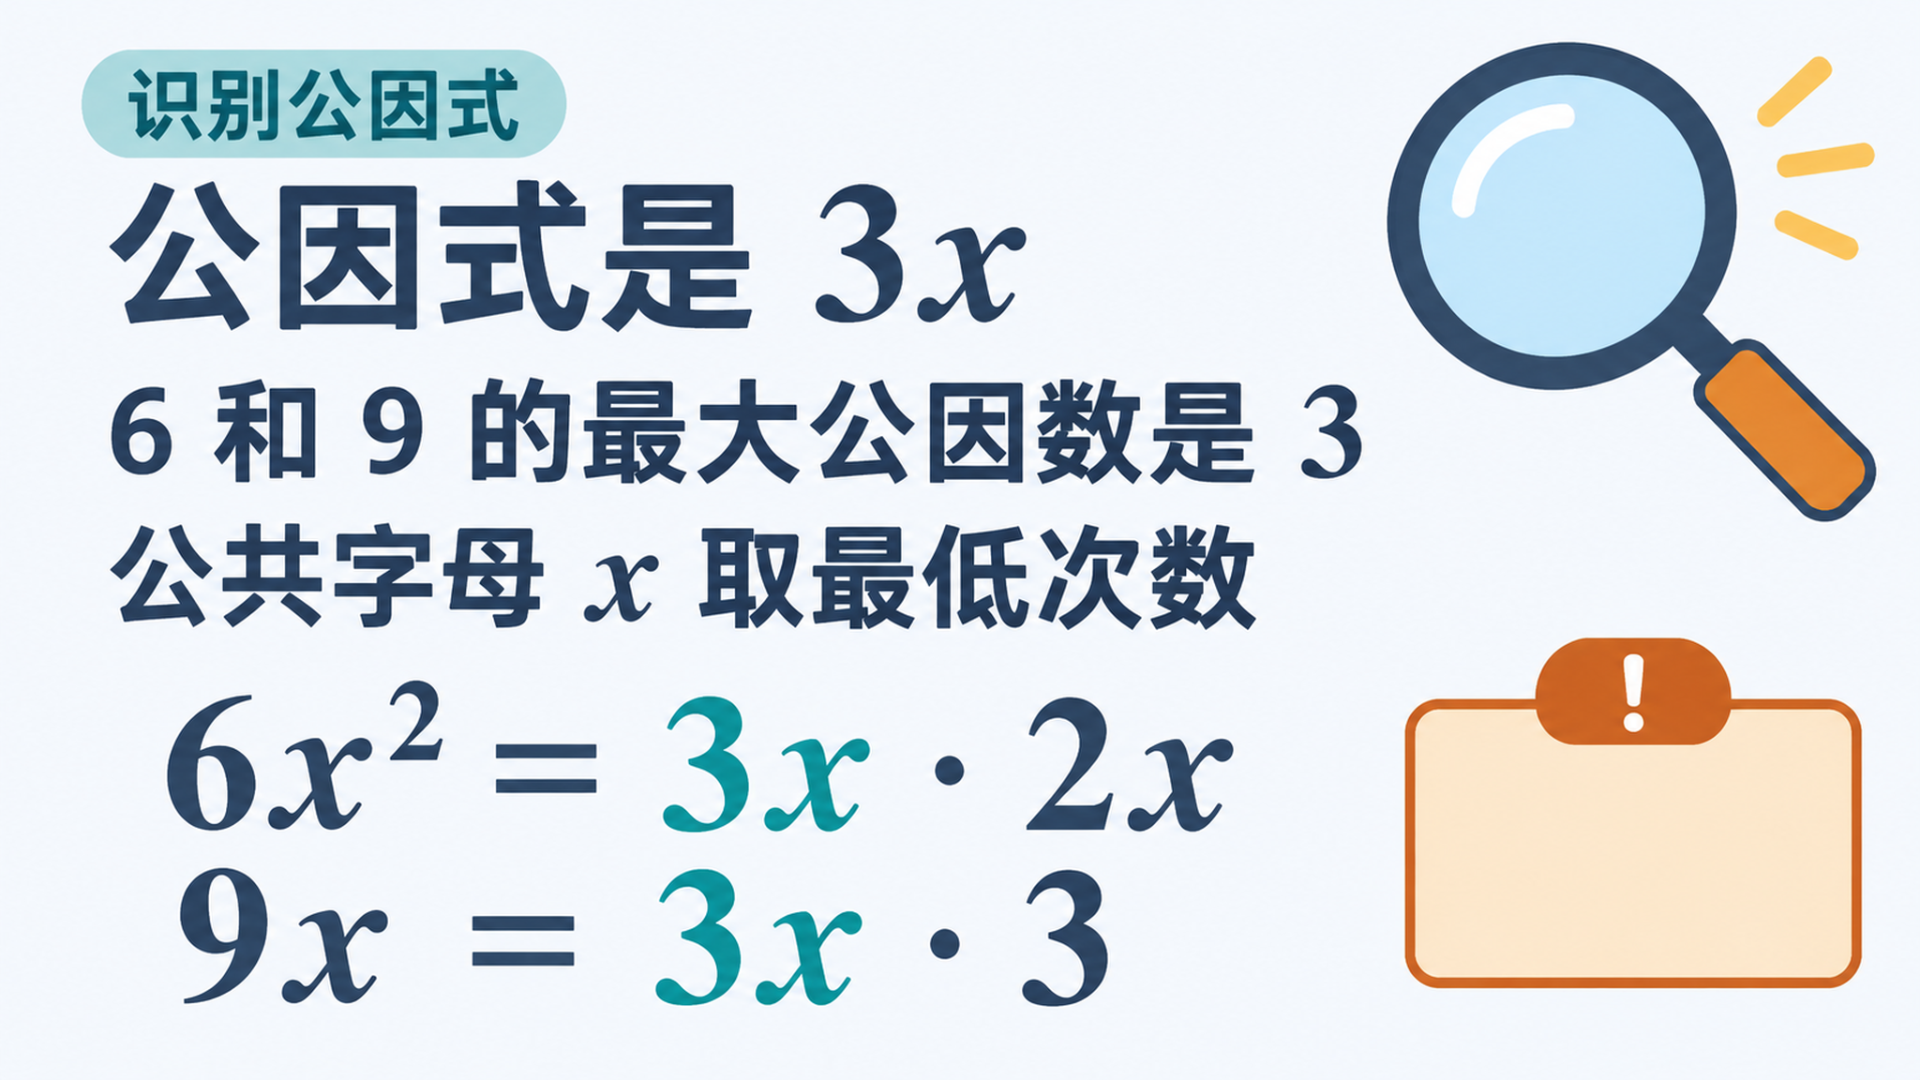 识别公因式
公因式是 3x
6 和 9 的最大公因数是 3
公共字母 x 取最低次数
6x² = 3x · 2x
9x = 3x · 3
!